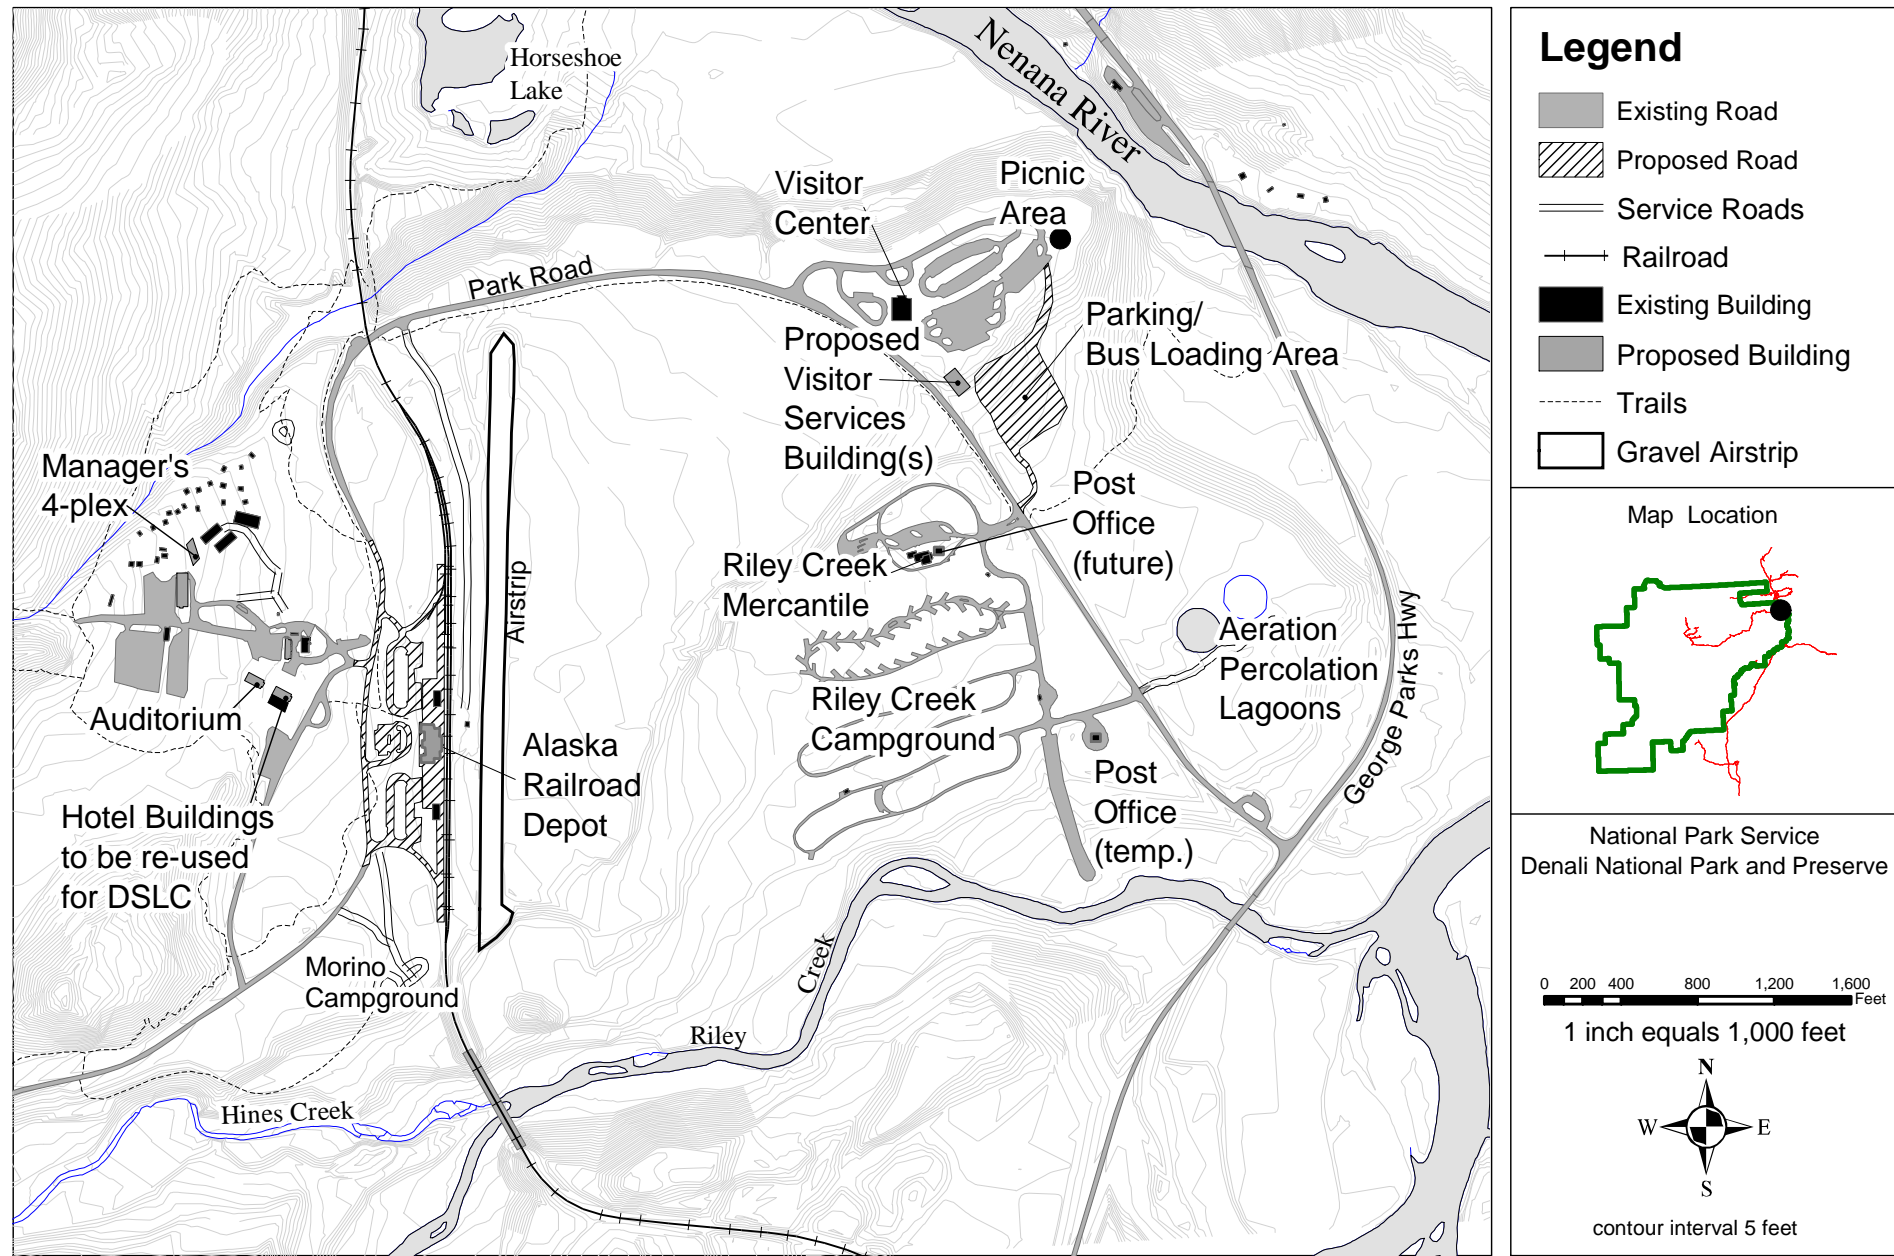 Horseshoe
Lake
Nenana River
Visitor
Center
Picnic
Area
Park Road
Proposed
Visitor
Services
Building(s)
Parking/
Bus Loading Area
Manager's
4-plex
Post
Office
(future)
Riley Creek
Mercantile
Airstrip
Aeration
Percolation
Lagoons
George Parks Hwy
Riley Creek
Campground
Auditorium
Alaska
Railroad
Depot
Post
Office
(temp.)
Hotel Buildings
to be re-used
for DSLC
Morino
Campground
Creek
Riley
Hines Creek
Legend
Existing Road
Proposed Road
Service Roads
Railroad
Existing Building
Proposed Building
Trails
Gravel Airstrip
Map Location
National Park Service
Denali National Park and Preserve
0 200 400 800 1,200 1,600
Feet
1 inch equals 1,000 feet
N
W E
S
contour interval 5 feet